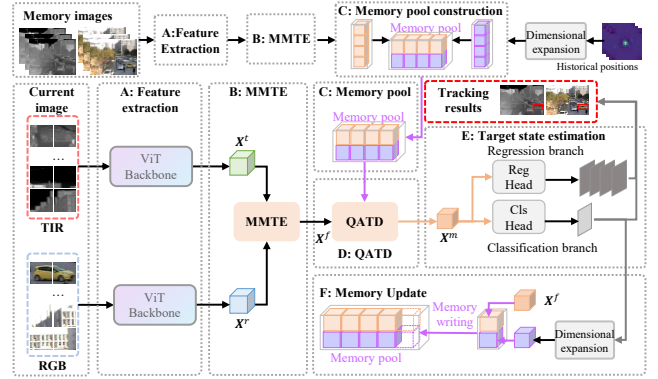 Memory images
A:Feature
Extraction
B: MMTE
C: Memory pool construction
Memory pool
Dimensional
expansion
Historical positions
Current
image
...
TIR
...
RGB
A: Feature
extraction
ViT
Backbone
ViT
Backbone
B: MMTE
X^t
MMTE
X^r
C: Memory pool
Memory pool
X^f
QATD
D: QATD
X^m
Tracking
results
E: Target state estimation
Regression branch
Reg
Head
Cls
Head
Classification branch
F: Memory Update
Memory pool
Memory
writing
X^f
Dimensional
expansion